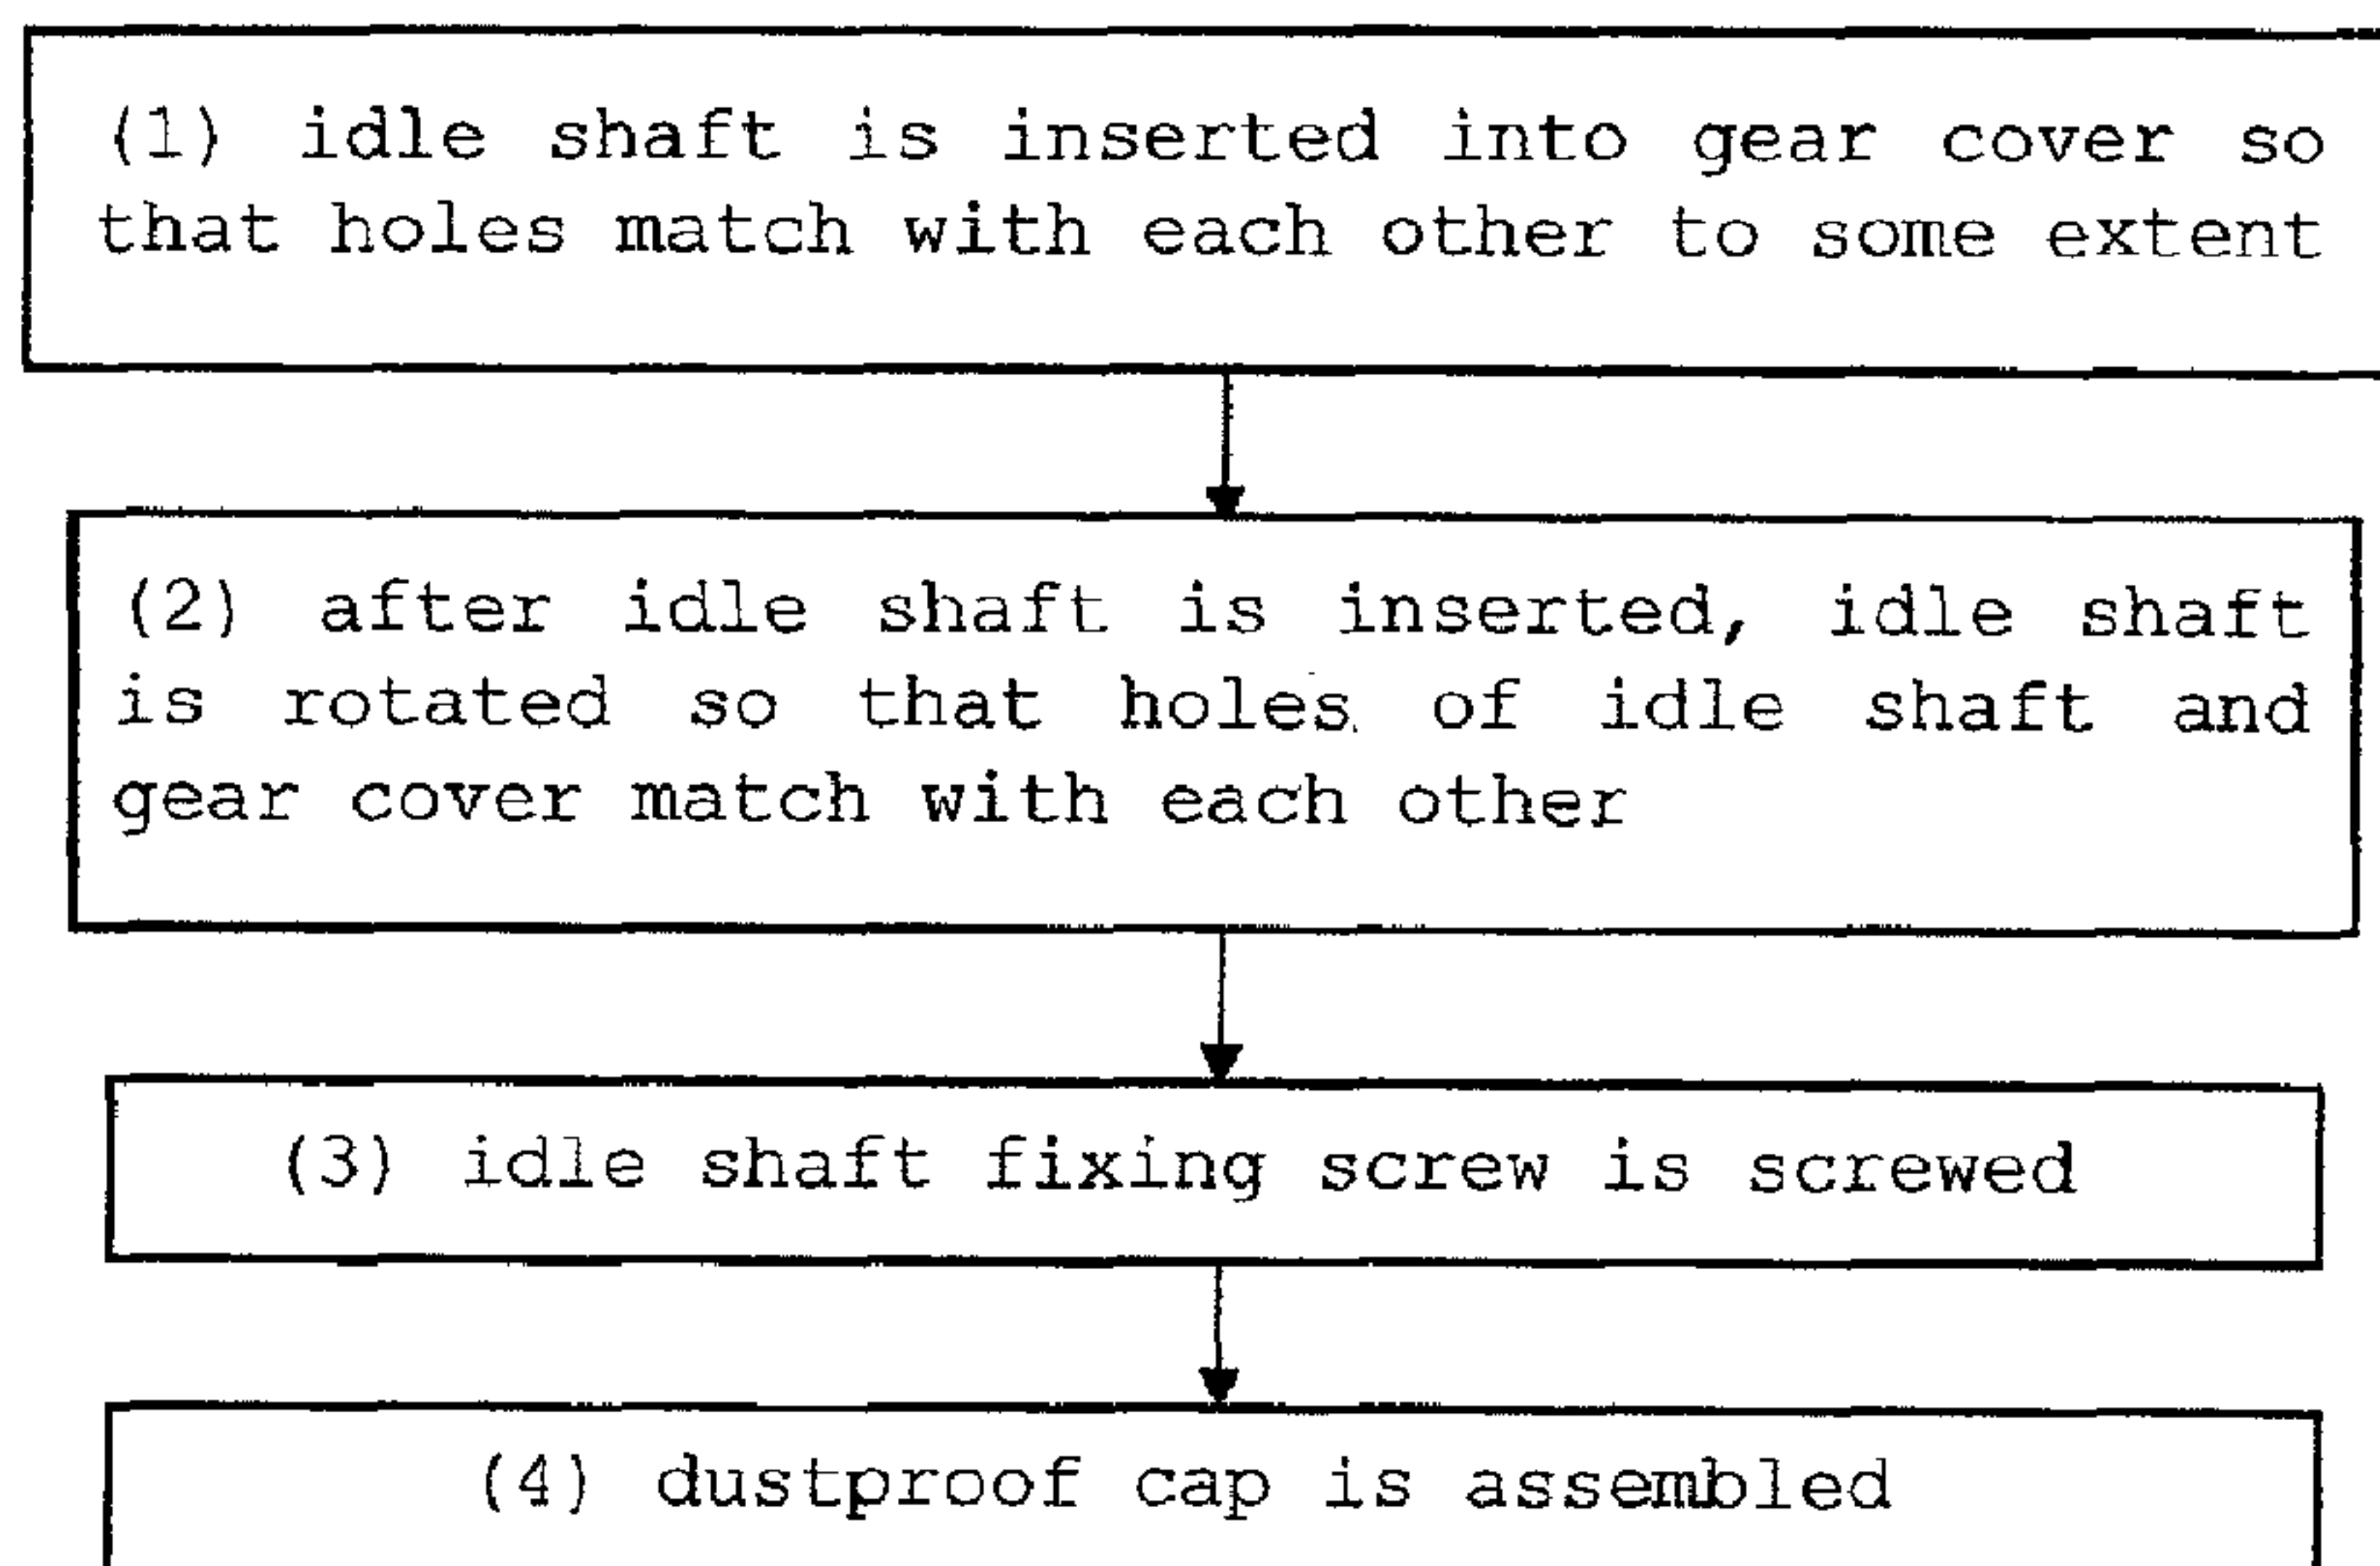 (1) idle shaft is inserted into gear cover so
that holes match with each other to some extent
(2) after idle shaft is inserted, idle shaft
is rotated so that holes of idle shaft and
gear cover match with each other
(3) idle shaft fixing screw is screwed
(4) dustproof cap is assembled